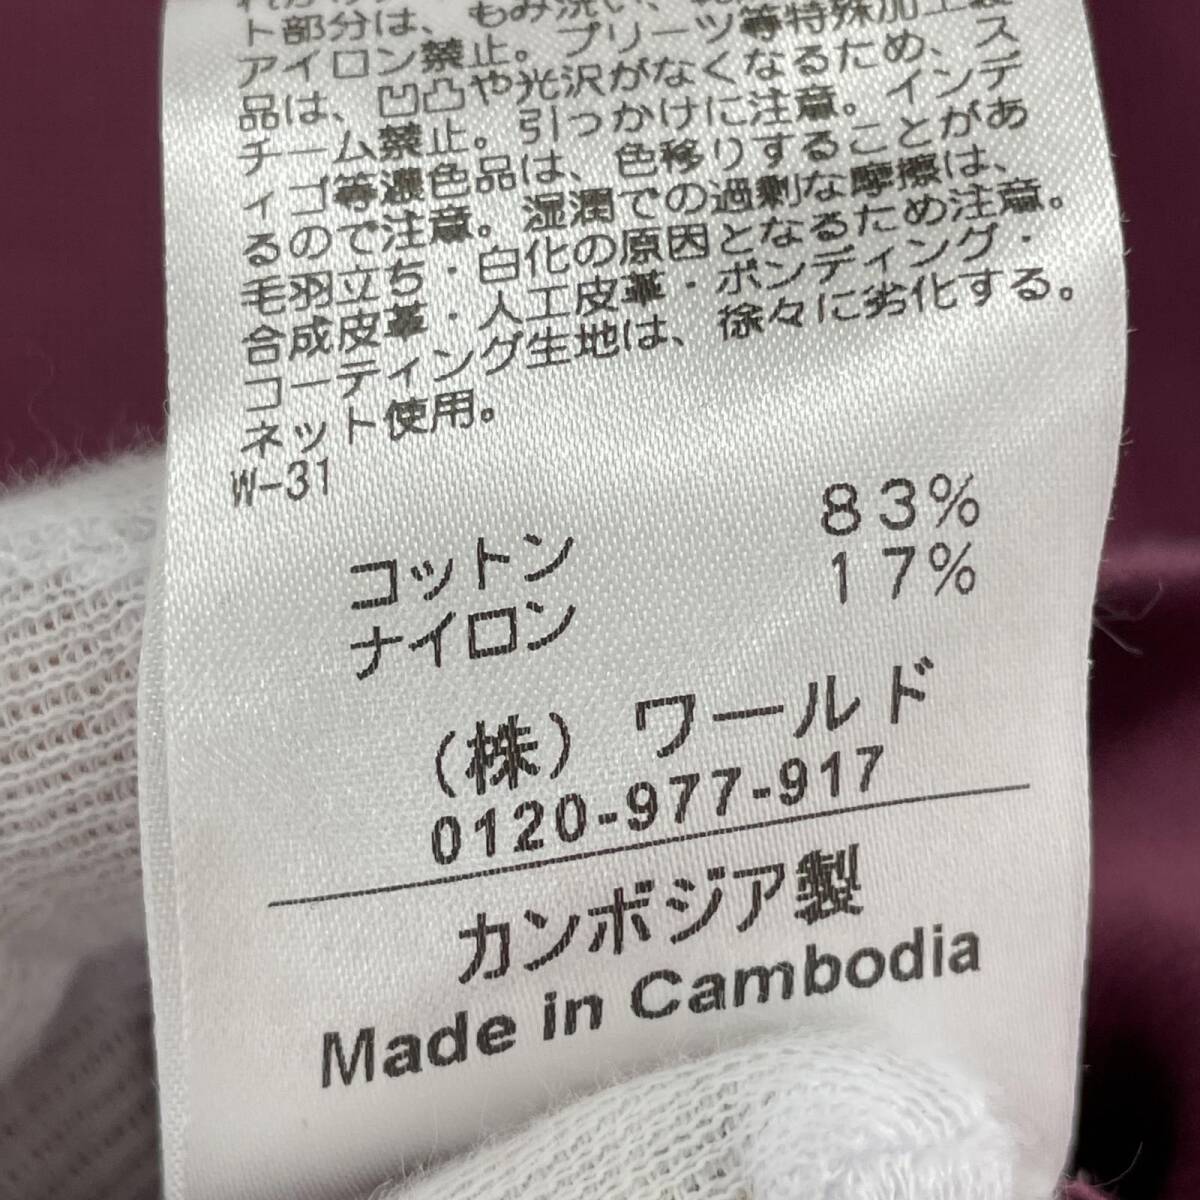 ト部分は、もみ洗い、
アイロン禁止。プリーツ等特殊加工製
品は、凹凸や光沢がなくなるため、ス
チーム禁止。引っかけに注意。インデ
ィゴ等濃色品は、色移りすることがあ
るので注意。湿潤での過剰な摩擦は、
毛羽立ち・白化の原因となるため注意。
合成皮革・人工皮革・ボンディング・
コーティング生地は、徐々に劣化する。
ネット使用。
W-31
コットン 83%
ナイロン 17%
(株) ワールド
0120-977-917
カンボジア製
Made in Cambodia